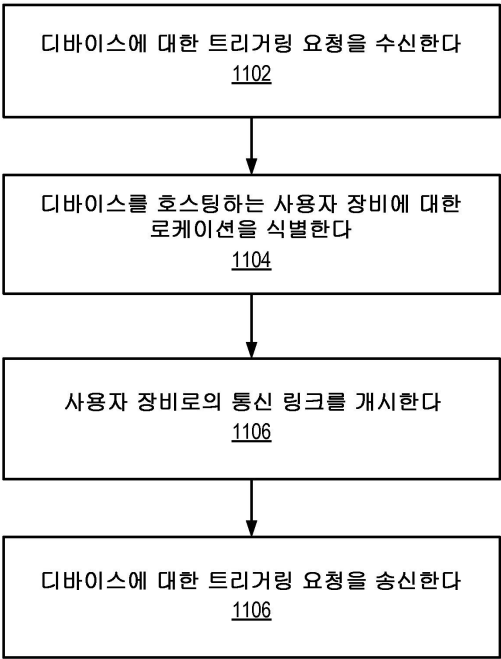 디바이스에 대한 트리거링 요청을 수신한다
1102
디바이스를 호스팅하는 사용자 장비에 대한
로케이션을 식별한다
1104
사용자 장비로의 통신 링크를 개시한다
1106
디바이스에 대한 트리거링 요청을 송신한다
1106